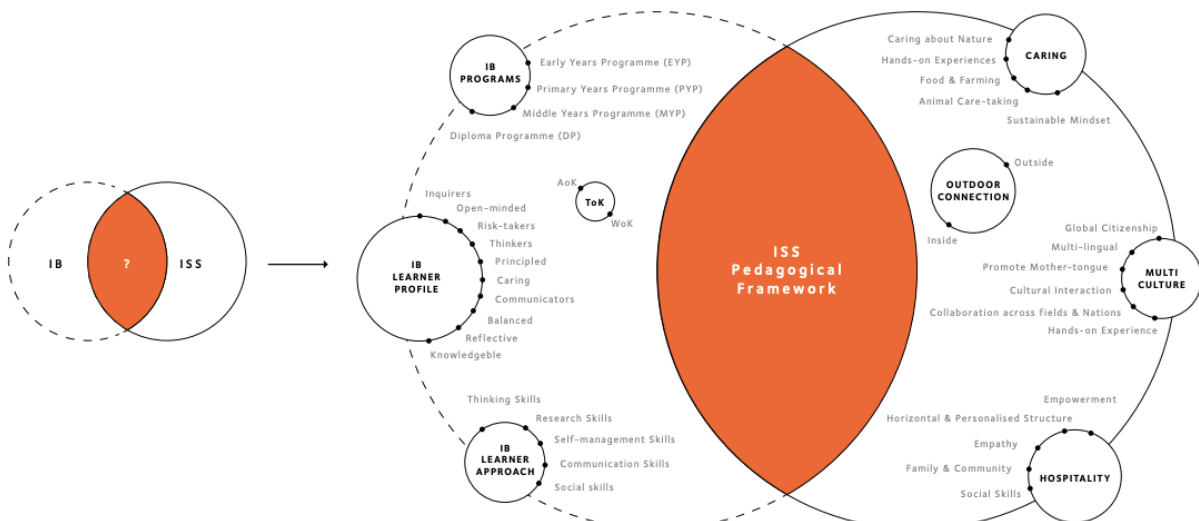 IB
?
ISS
IB
PROGRAMS
Early Years Programme (EYP)
Primary Years Programme (PYP)
Middle Years Programme (MYP)
Diploma Programme (DP)
AoK
ToK
WoK
IB
LEARNER
PROFILE
Inquirers
Open-minded
Risk-takers
Thinkers
Principled
Caring
Communicators
Balanced
Reflective
Knowledgeble
IB
LEARNER
APPROACH
Thinking Skills
Research Skills
Self-management Skills
Communication Skills
Social skills
ISS
Pedagogical
Framework
CARING
Caring about Nature
Hands-on Experiences
Food & Farming
Animal Care-taking
Sustainable Mindset
OUTDOOR
CONNECTION
Outside
Inside
MULTI
CULTURE
Global Citizenship
Multi-lingual
Promote Mother-tongue
Cultural Interaction
Collaboration across fields & Nations
Hands-on Experience
HOSPITALITY
Empowerment
Horizontal & Personalised Structure
Empathy
Family & Community
Social Skills